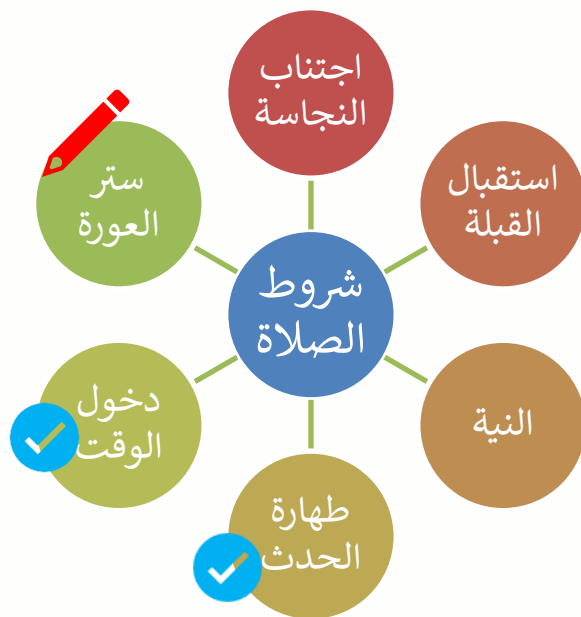 اجتناب
النجاسة
استقبال
القبلة
النية
طهارة
الحدث
دخول
الوقت
ستر
العورة
شروط
الصلاة